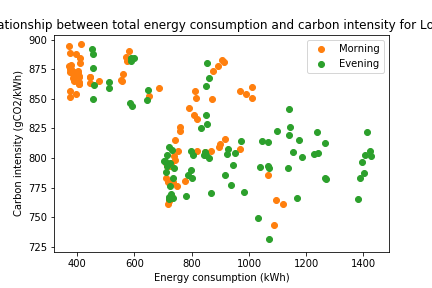 ationship between total energy consumption and carbon intensity for Lo
Carbon intensity (gCO2/kWh)
900
875
850
825
800
775
750
725
Morning
Evening
400
600
800
1000
1200
1400
Energy consumption (kWh)